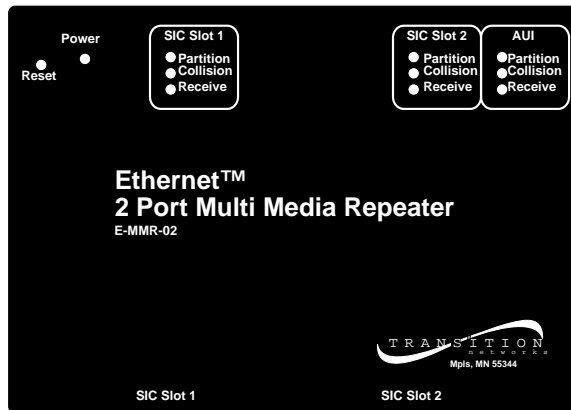 Power
Reset
SIC Slot 1
Partition
Collision
Receive
SIC Slot 2
Partition
Collision
Receive
AUI
Partition
Collision
Receive
Ethernet™
2 Port Multi Media Repeater
E-MMR-02
TRANSITION
networks
Mpls, MN 55344
SIC Slot 1
SIC Slot 2